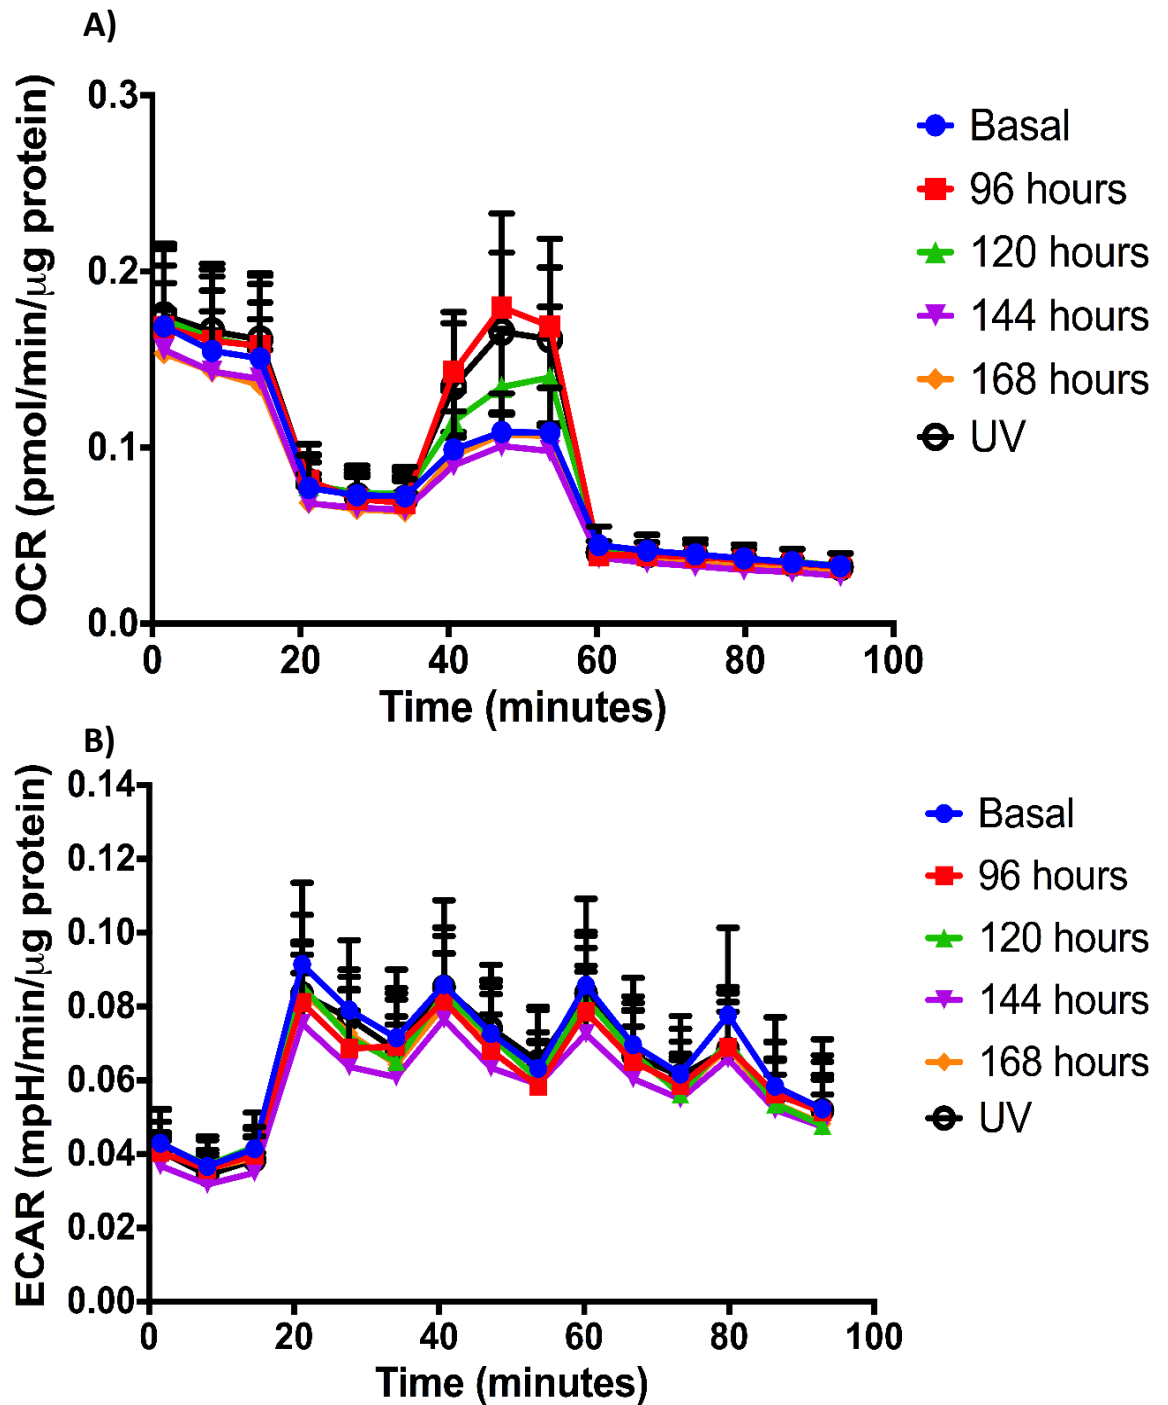 A)
OCR (pmol/min/μg protein)
0.3
0.2
0.1
0.0
0 20 40 60 80 100
Time (minutes)
Basal
96 hours
120 hours
144 hours
168 hours
UV
B)
ECAR (mpH/min/μg protein)
0.14
0.12
0.10
0.08
0.06
0.04
0.02
0.00
0 20 40 60 80 100
Time (minutes)
Basal
96 hours
120 hours
144 hours
168 hours
UV